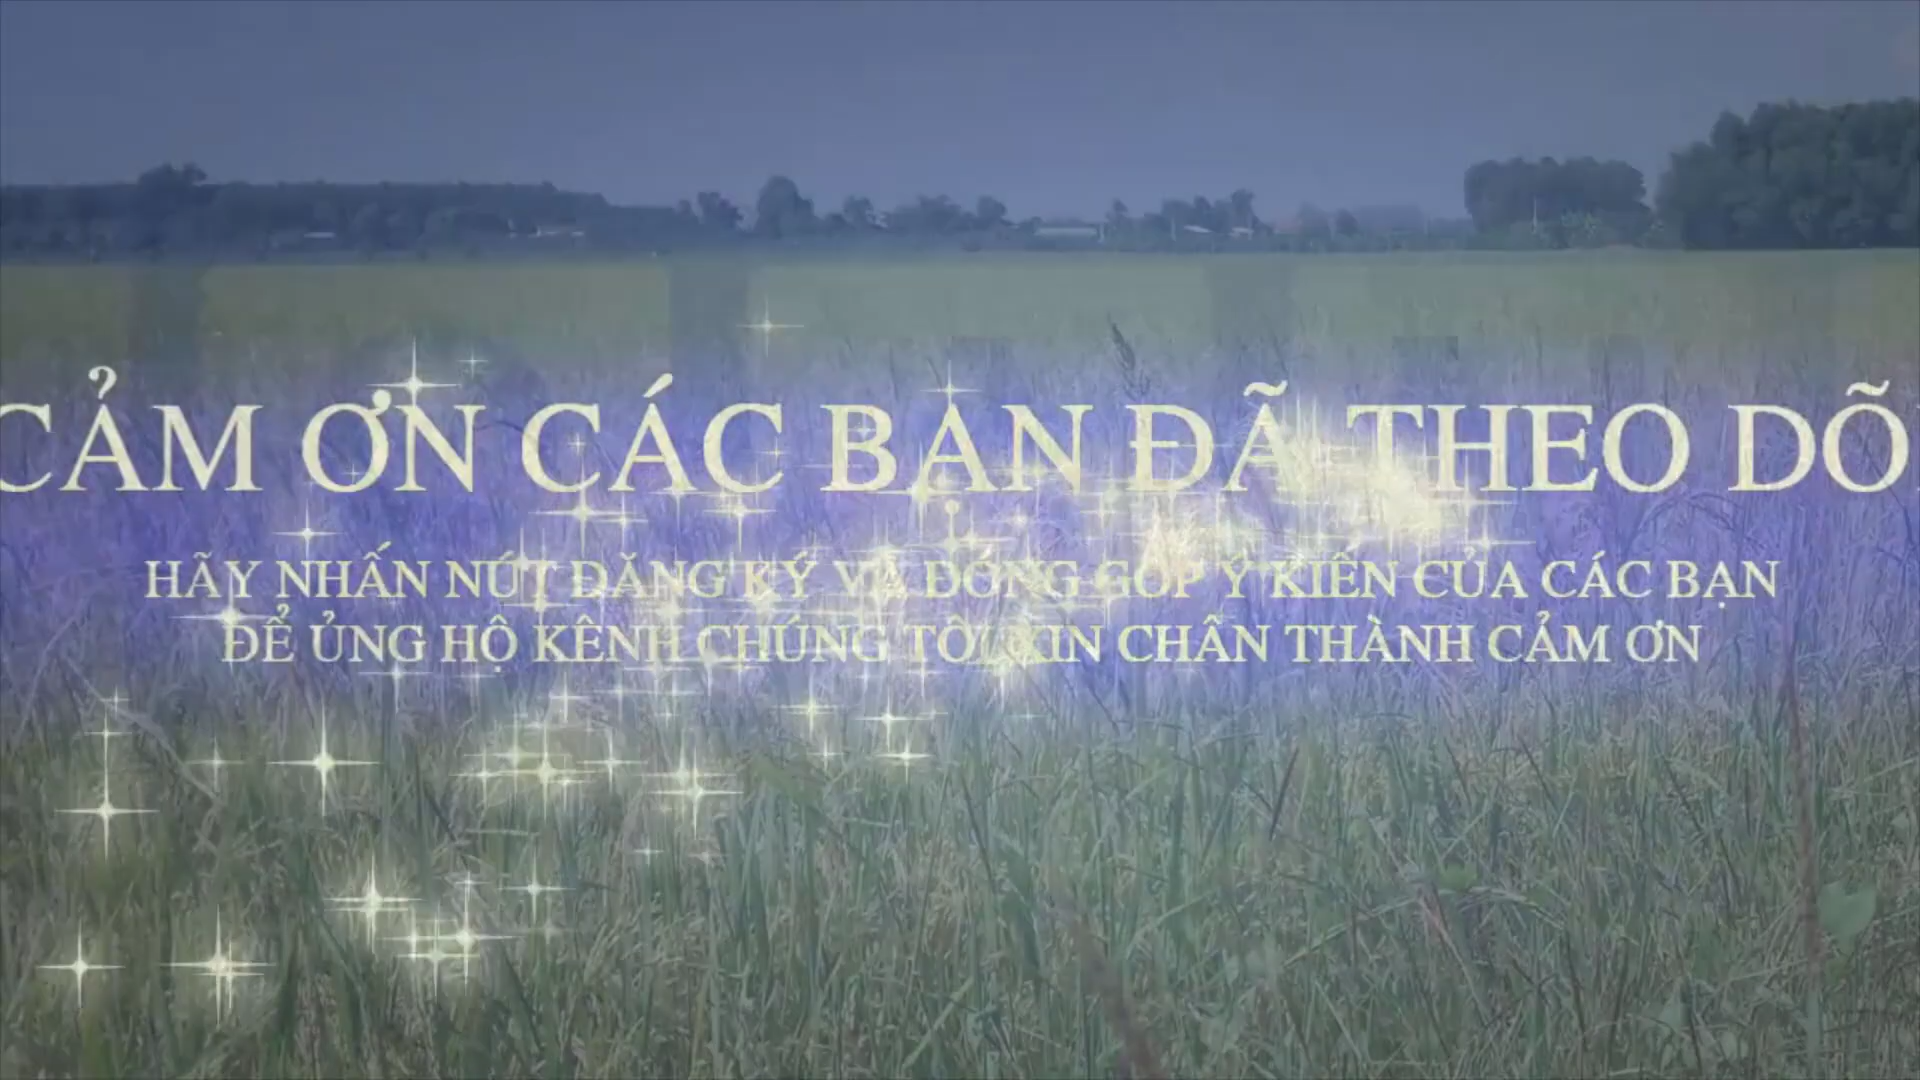 CẢM ƠN CÁC BẠN ĐÃ THEO DÕI
HÃY NHẤN NÚT ĐĂNG KÝ VÀ ĐÓNG GÓP Ý KIẾN CỦA CÁC BẠN
ĐỂ ỦNG HỘ KÊNH CHÚNG TÔI XIN CHÂN THÀNH CẢM ƠN